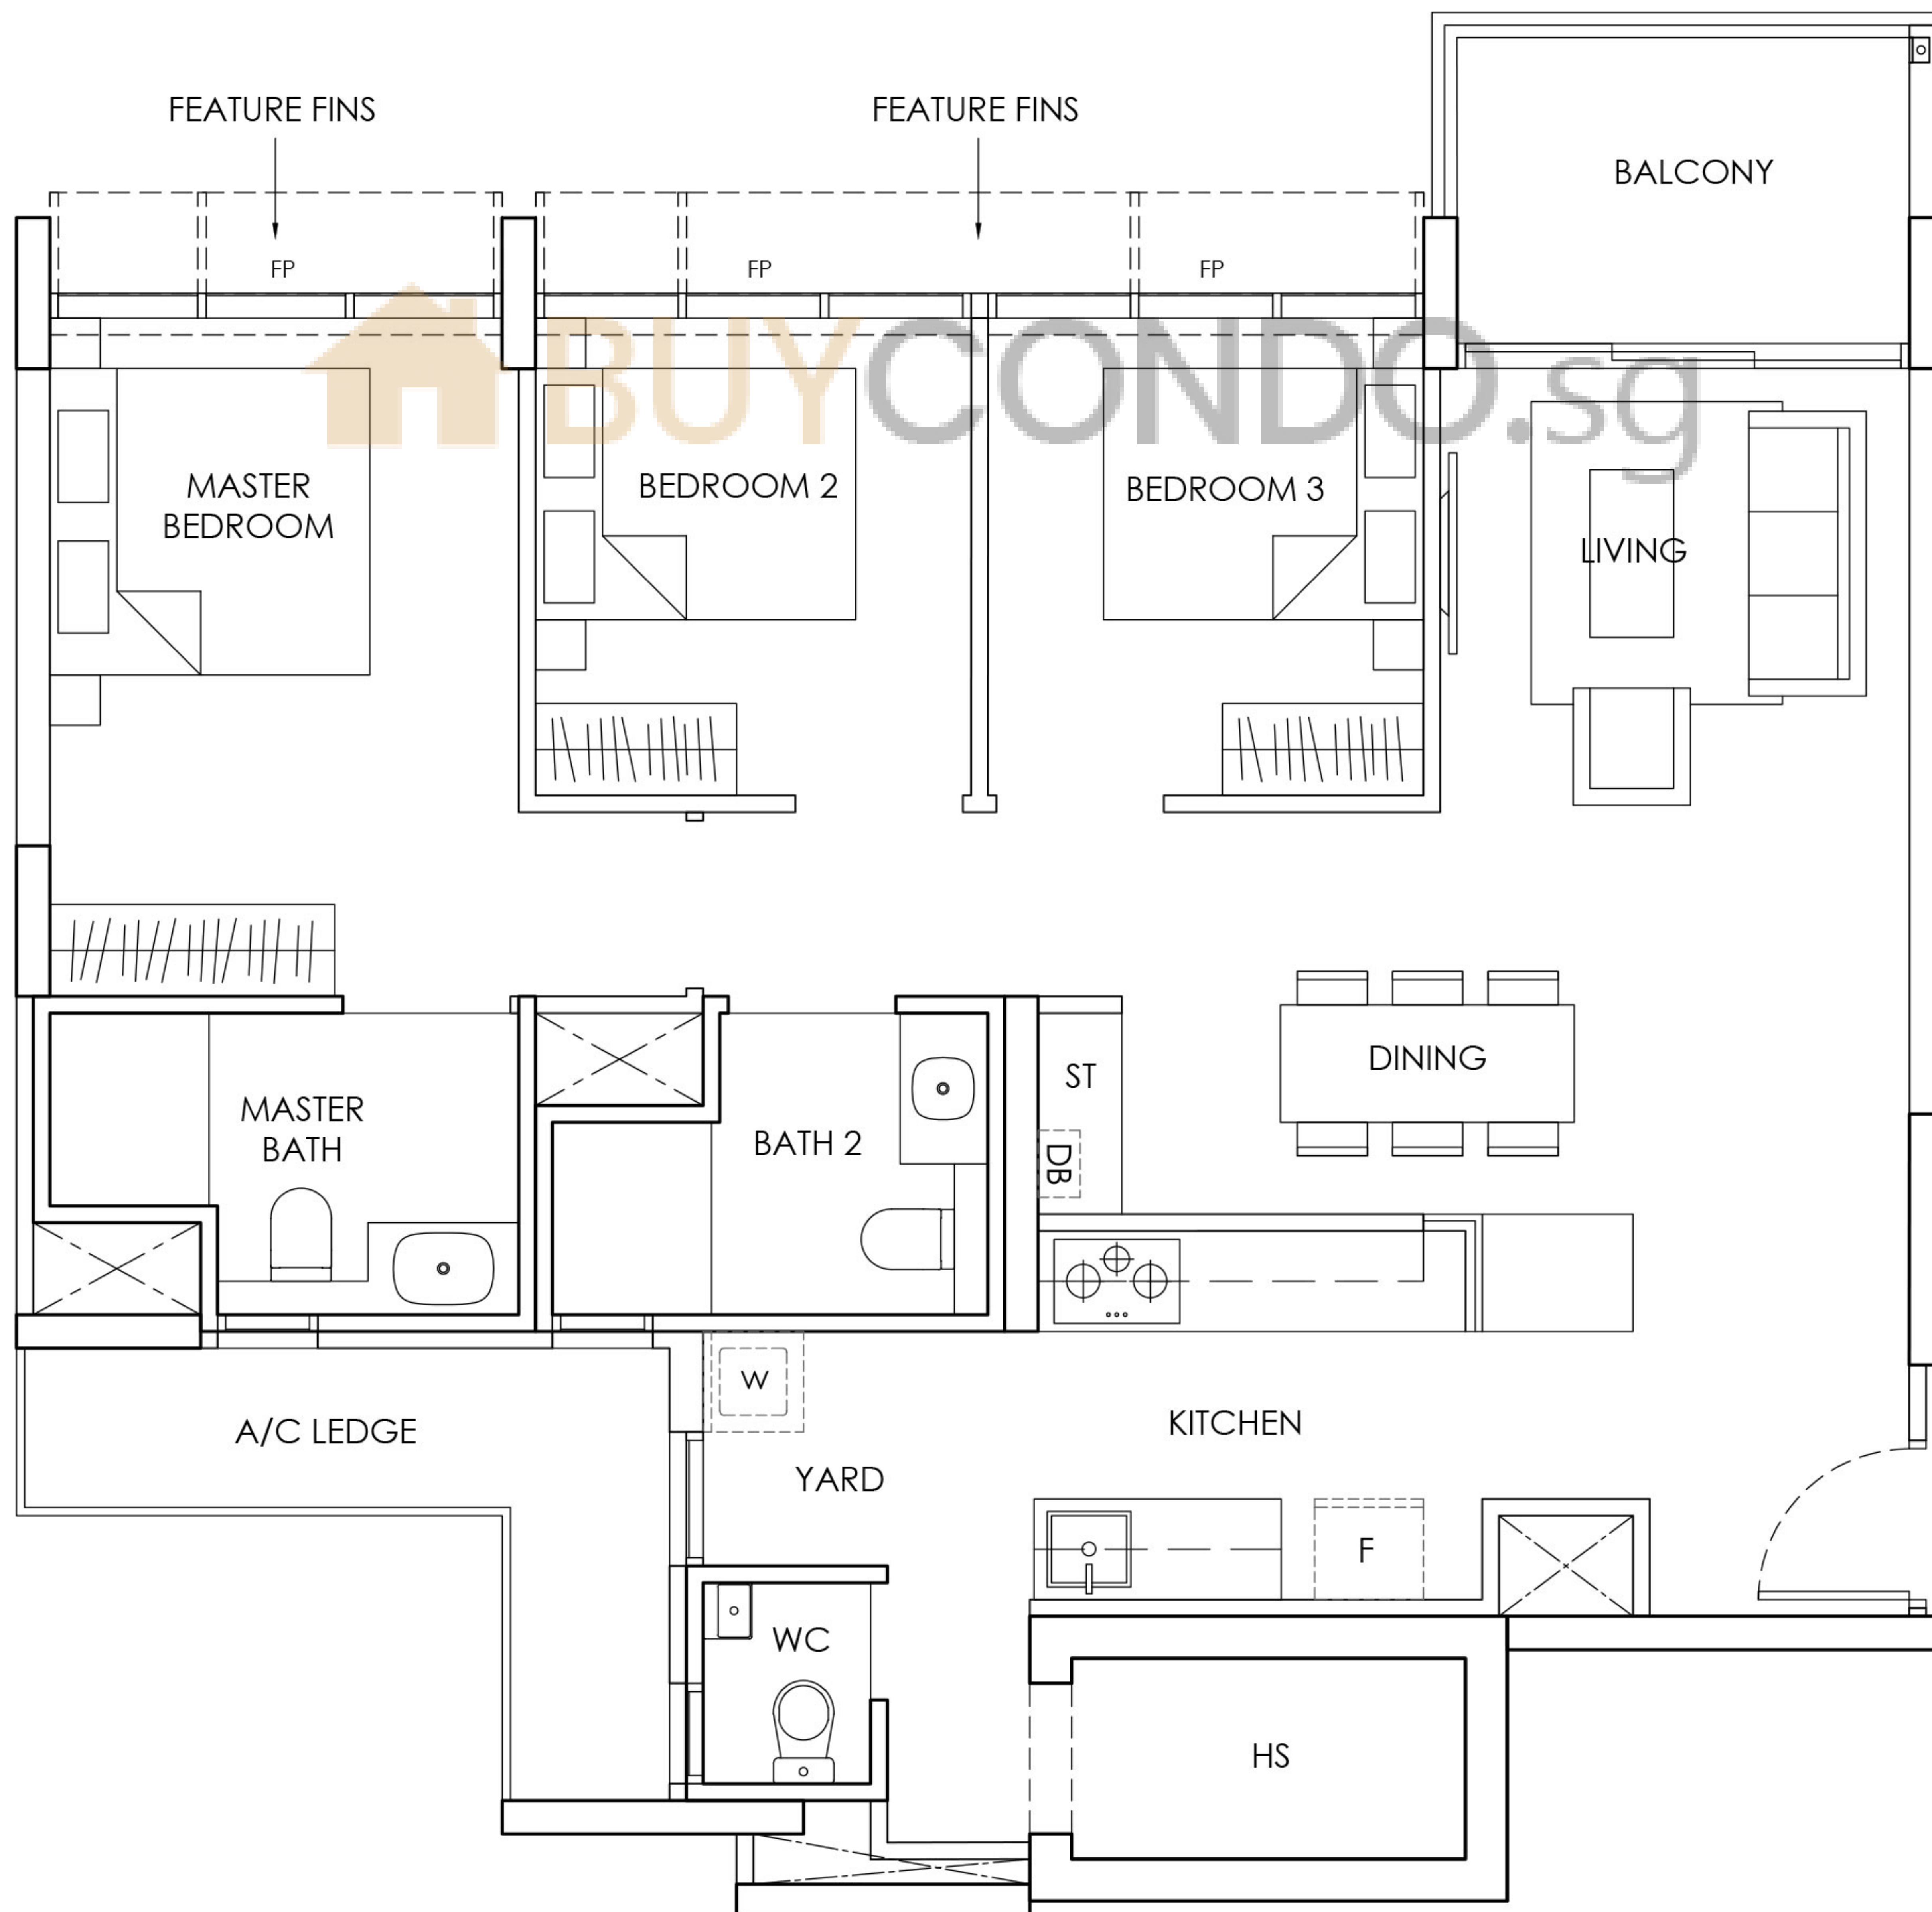 FEATURE FINS
FEATURE FINS
BALCONY
FP
FP
FP
BUYCONDO.sg
MASTER
BEDROOM
BEDROOM 2
BEDROOM 3
LIVING
DINING
ST
MASTER
BATH
BATH 2
DB
W
A/C LEDGE
KITCHEN
YARD
F
WC
HS